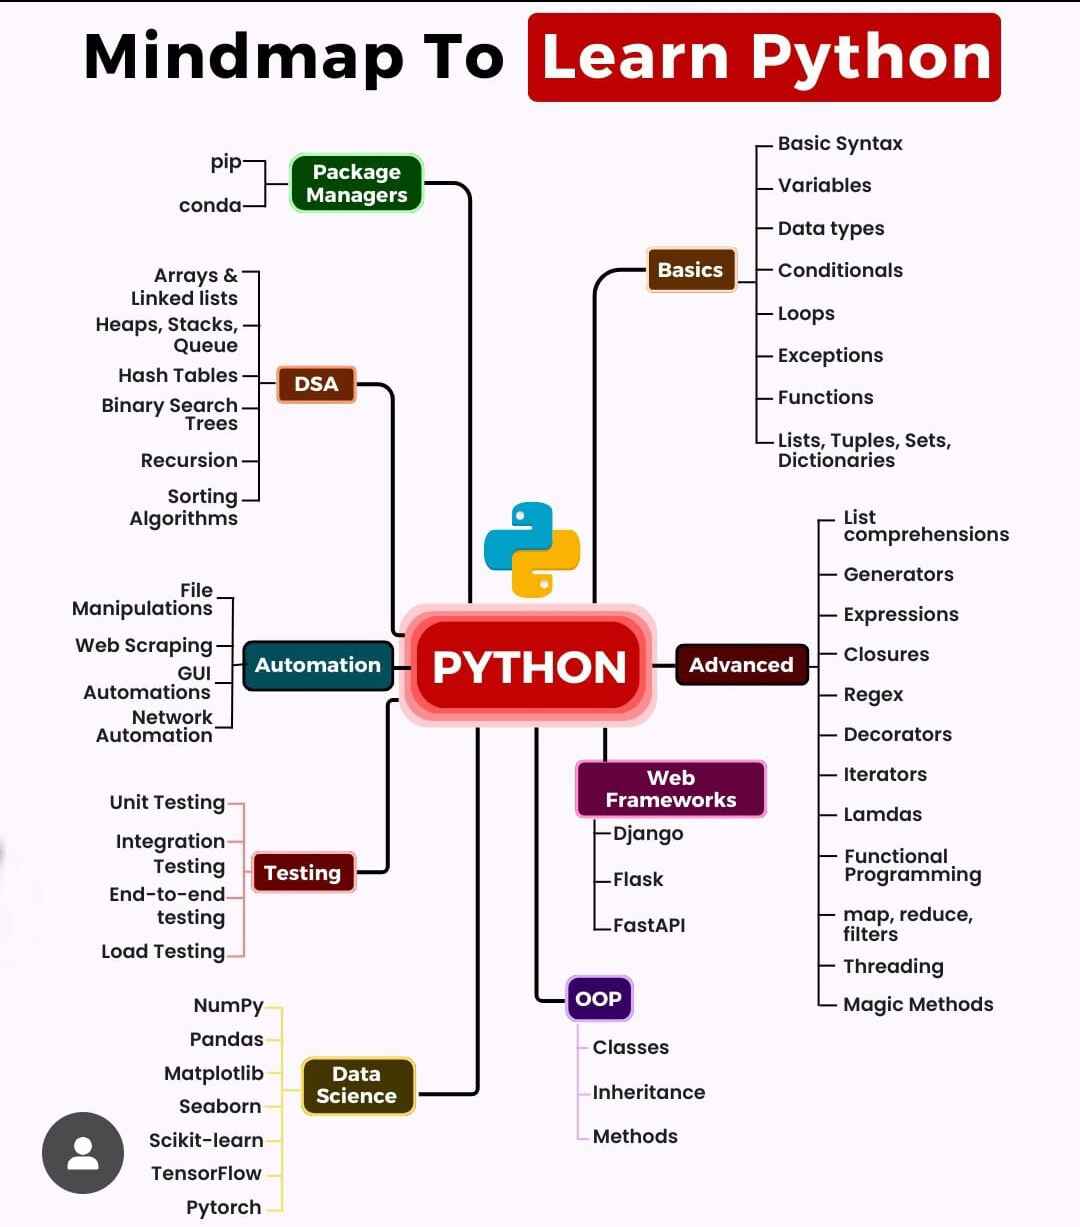 Mindmap To Learn Python
Package
Managers
pip
conda
Basics
Basic Syntax
Variables
Data types
Conditionals
Loops
Exceptions
Functions
Lists, Tuples, Sets,
Dictionaries
DSA
Arrays &
Linked lists
Heaps, Stacks,
Queue
Hash Tables
Binary Search
Trees
Recursion
Sorting
Algorithms
PYTHON
Automation
File
Manipulations
Web Scraping
GUI
Automations
Network
Automation
Advanced
List
comprehensions
Generators
Expressions
Closures
Regex
Decorators
Iterators
Lamdas
Functional
Programming
map, reduce,
filters
Threading
Magic Methods
Testing
Unit Testing
Integration
Testing
End-to-end
testing
Load Testing
Web
Frameworks
Django
Flask
FastAPI
OOP
Classes
Inheritance
Methods
Data
Science
NumPy
Pandas
Matplotlib
Seaborn
Scikit-learn
TensorFlow
Pytorch